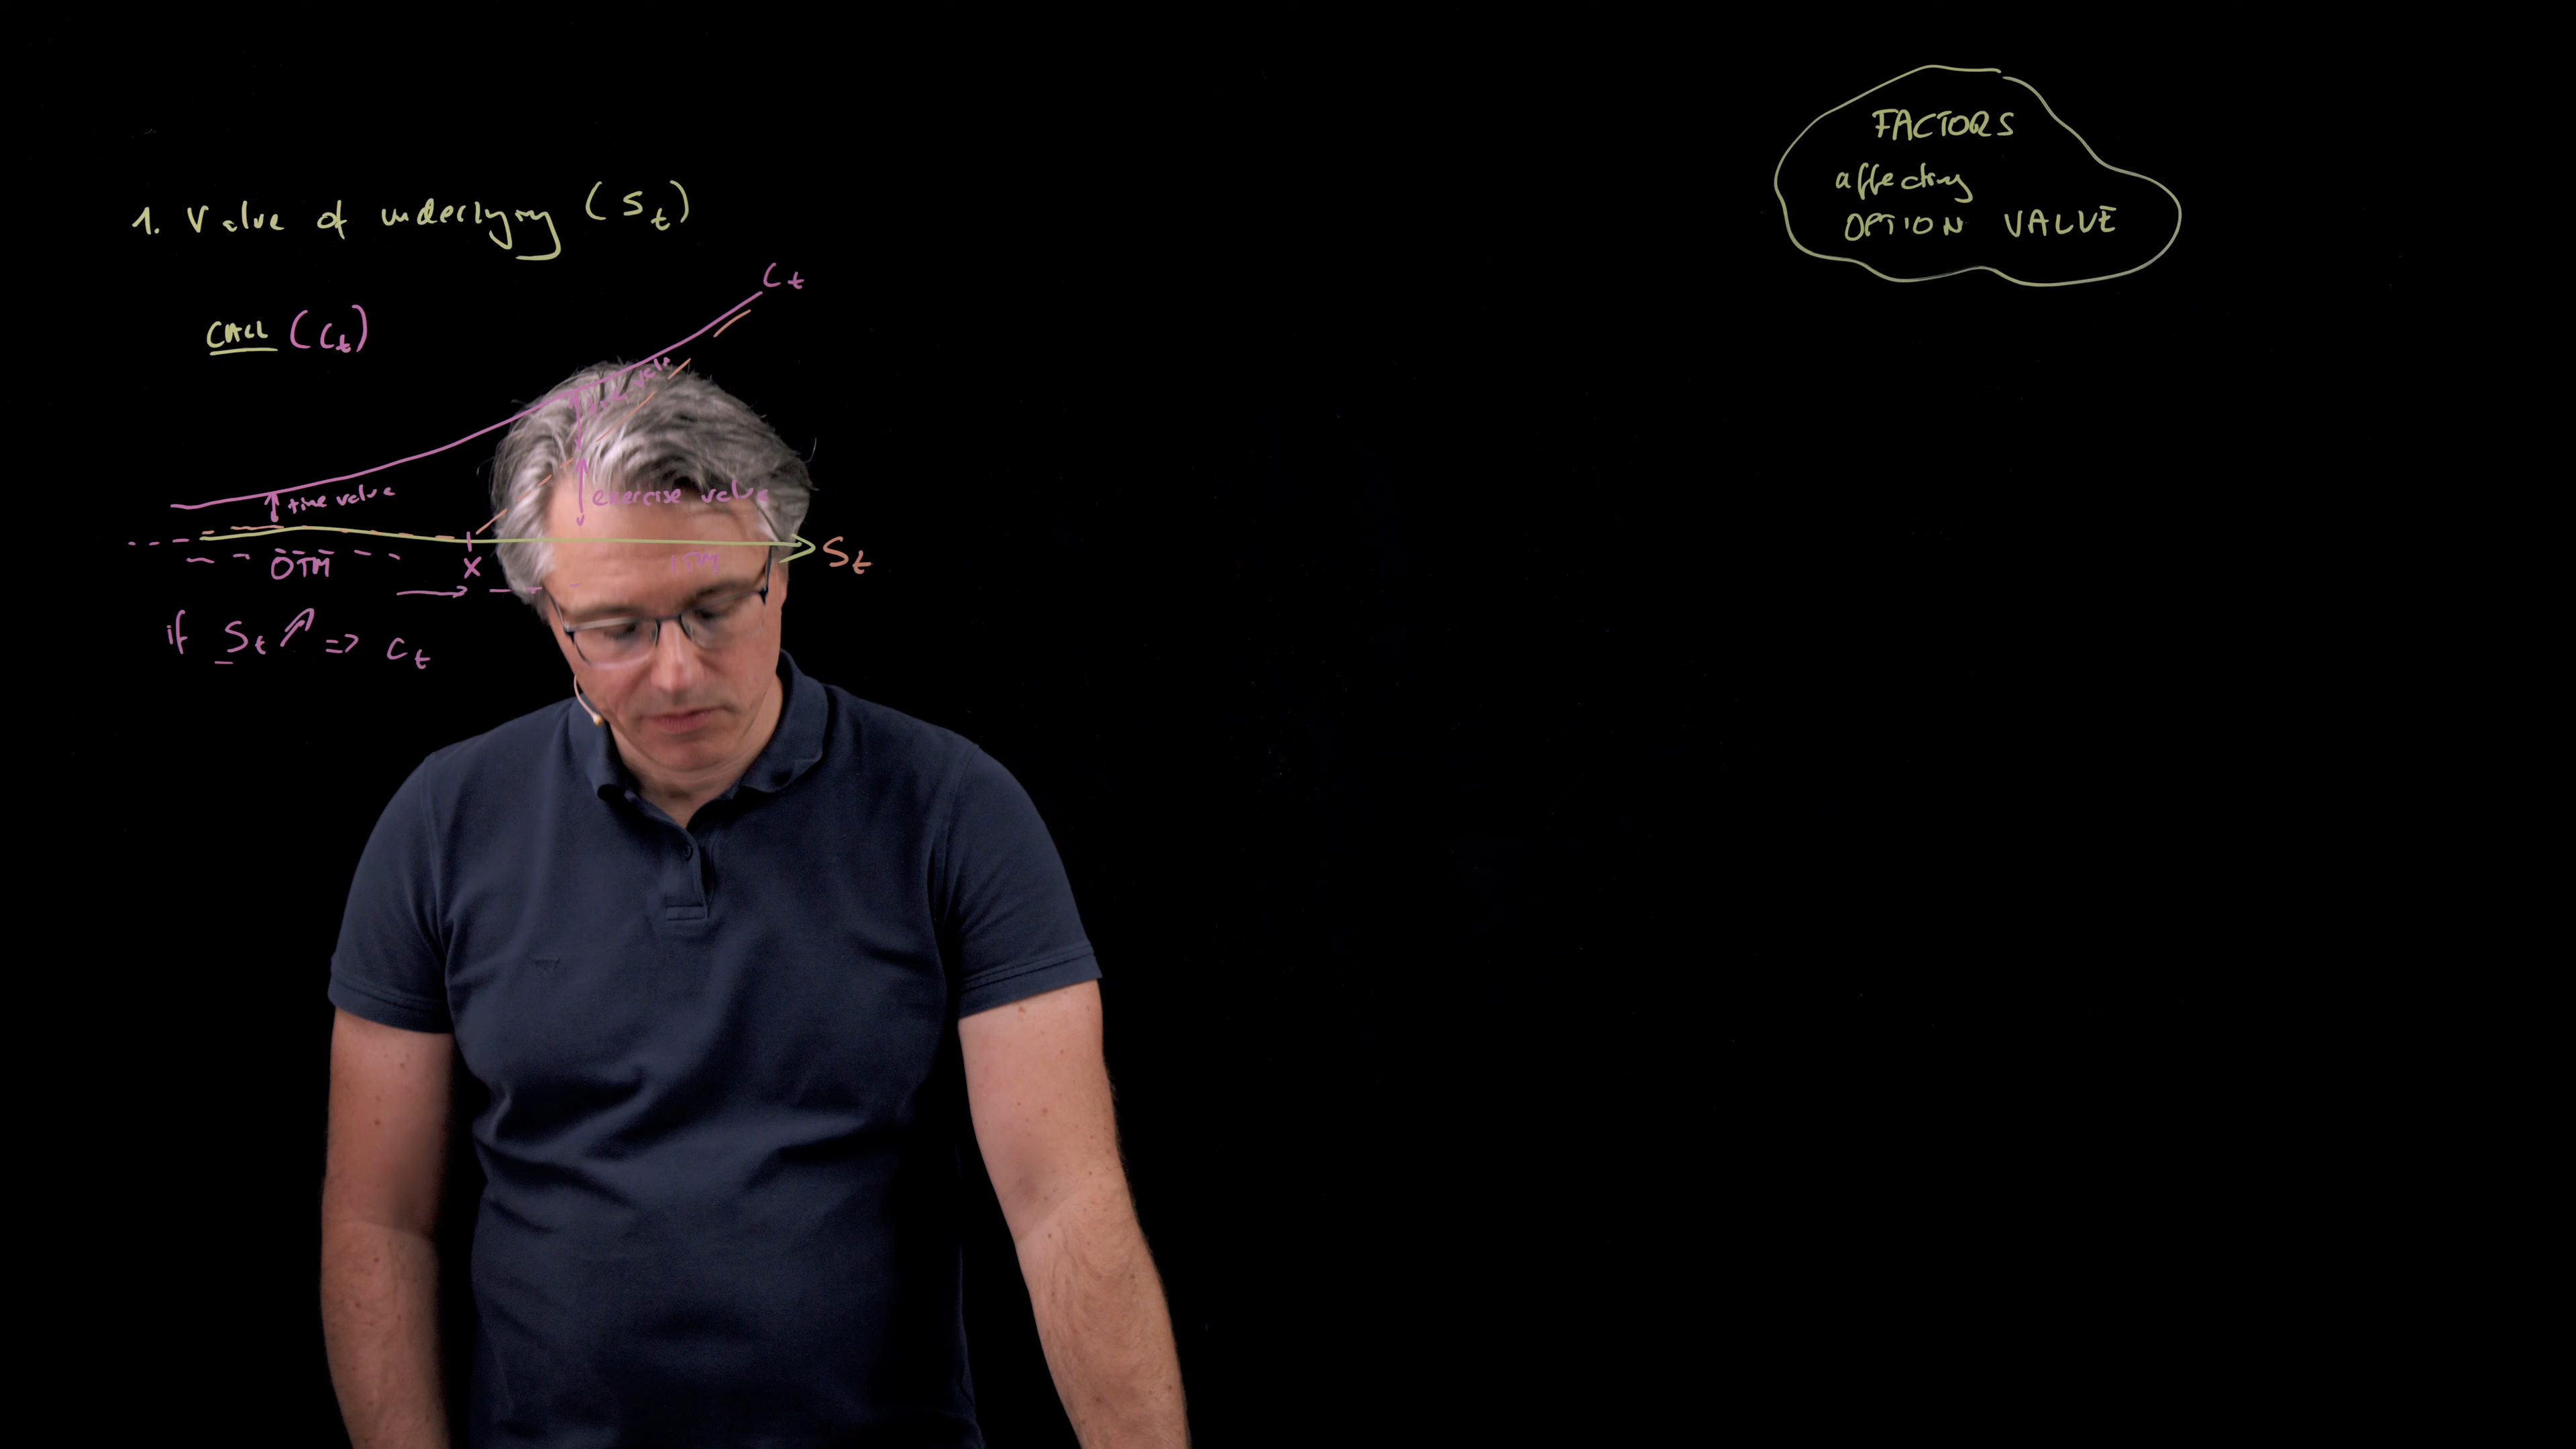 FACTORS
affecting
OPTION VALUE
1. Value of underlying (St)
Ct
CALL (Ct)
time value
exercise value
OTM
X
ITM
St
if St ↗ => Ct